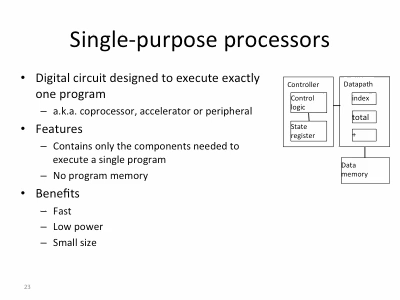 Single-purpose processors
• Digital circuit designed to execute exactly
one program
– a.k.a. coprocessor, accelerator or peripheral
• Features
– Contains only the components needed to
execute a single program
– No program memory
• Benefits
– Fast
– Low power
– Small size
Controller
Control
logic
State
register
Datapath
index
total
+
Data
memory
23